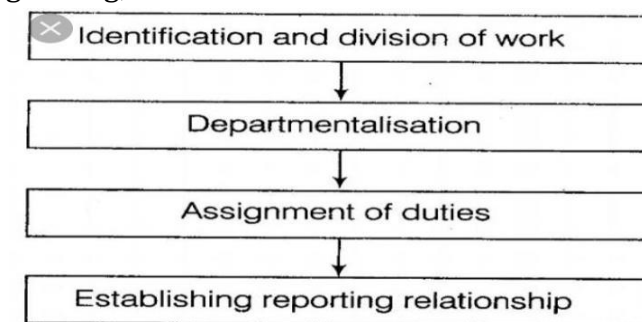 Identification and division of work
Departmentalisation
Assignment of duties
Establishing reporting relationship